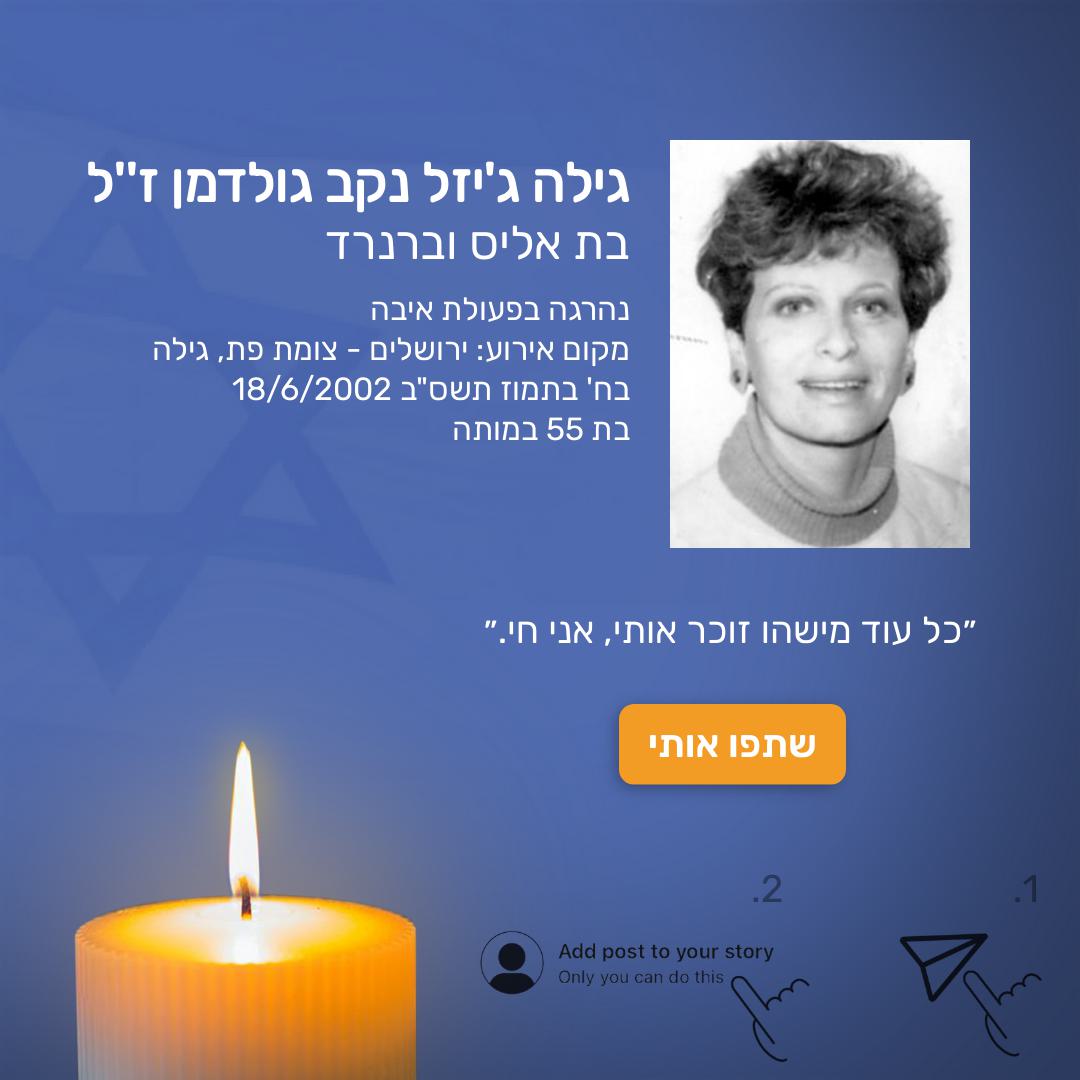 גילה ג'יזל נקב גולדמן ז"ל
בת אליס וברנרד
נהרגה בפעולת איבה
מקום אירוע: ירושלים - צומת פת, גילה
בח' בתמוז תשס"ב 18/6/2002
בת 55 במותה
״כל עוד מישהו זוכר אותי, אני חי.״
שתפו אותי
.1
.2
Add post to your story
Only you can do this